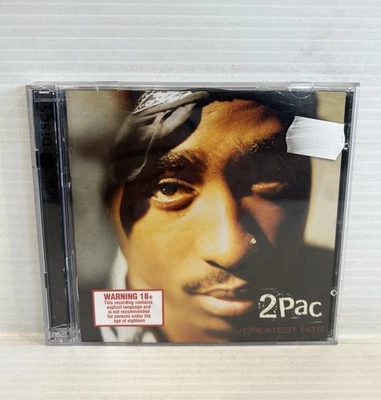 DISC
WARNING 18+
This recording contains
explicit language and
is not recommended
for persons under the
age of eighteen
2Pac
GREATEST HITS